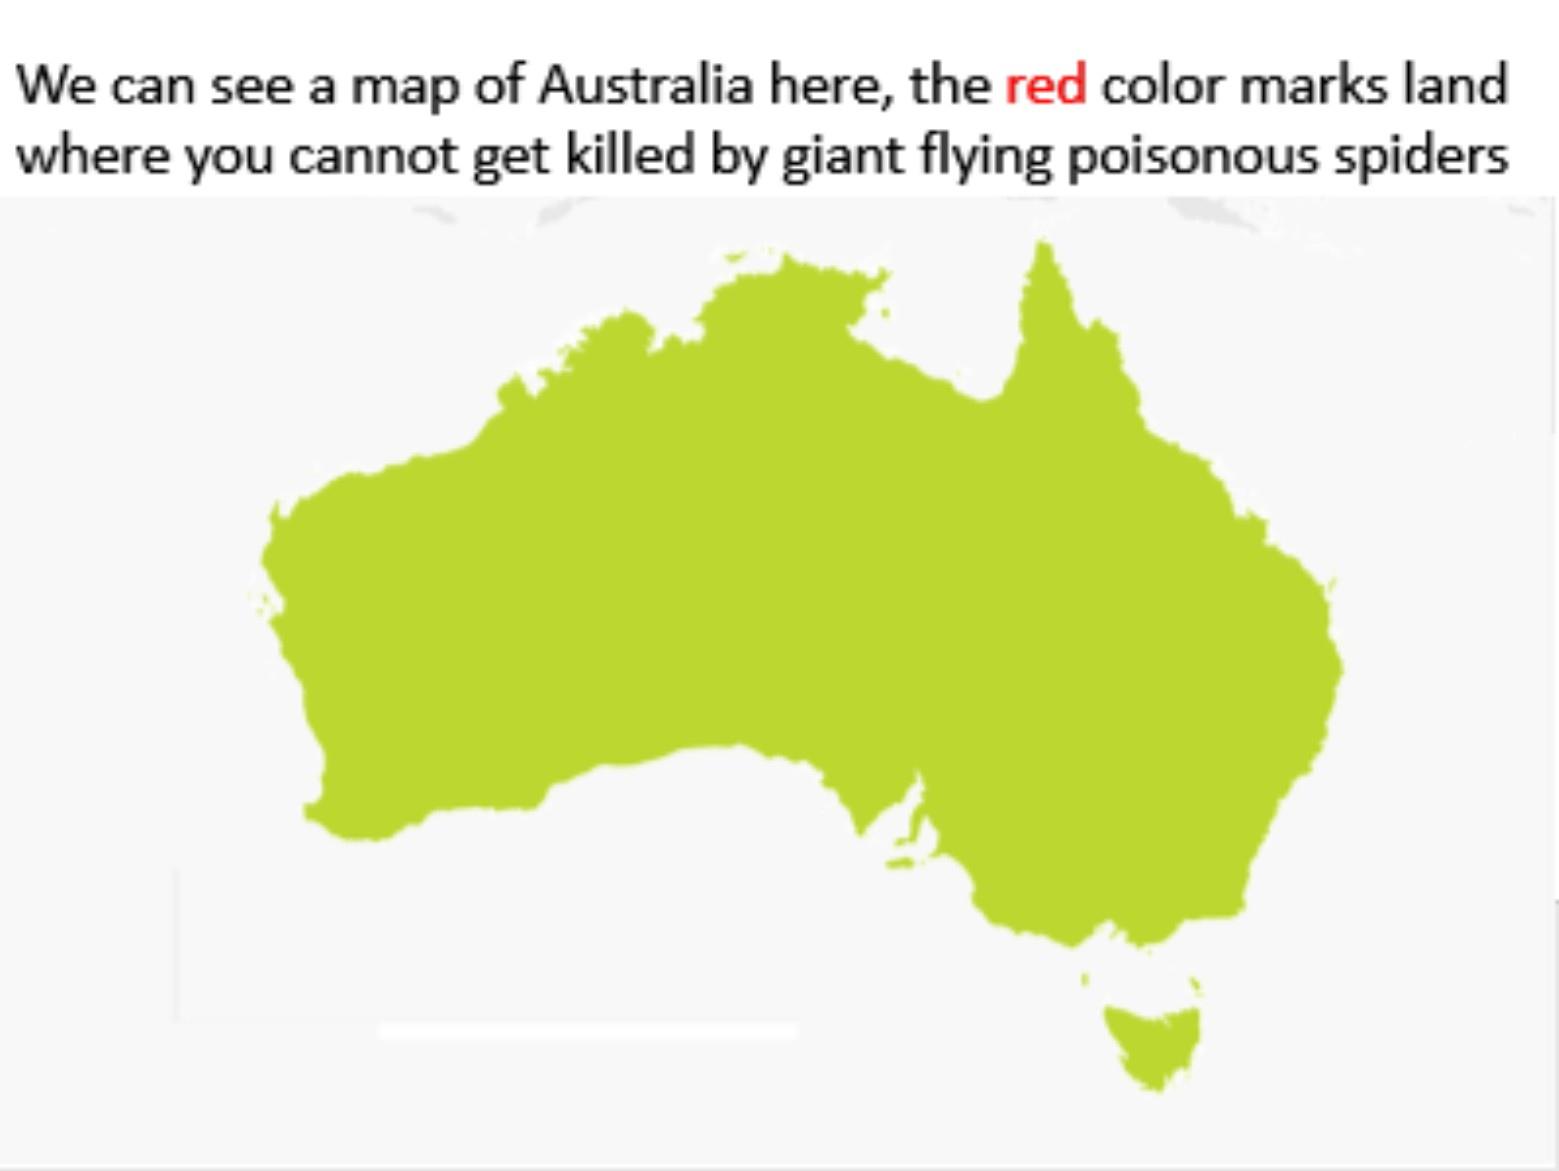 We can see a map of Australia here, the red color marks land
where you cannot get killed by giant flying poisonous spiders